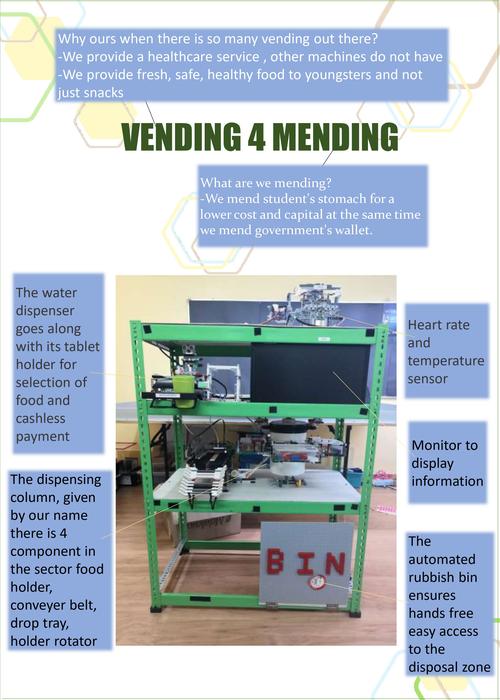 Why ours when there is so many vending out there?
-We provide a healthcare service , other machines do not have
-We provide fresh, safe, healthy food to youngsters and not
just snacks
VENDING 4 MENDING
What are we mending?
-We mend student's stomach for a
lower cost and capital at the same time
we mend government's wallet.
The water
dispenser
goes along
with its tablet
holder for
selection of
food and
cashless
payment
Heart rate
and
temperature
sensor
Monitor to
display
information
The dispensing
column, given
by our name
there is 4
component in
the sector food
holder,
conveyer belt,
drop tray,
holder rotator
BIN
The
automated
rubbish bin
ensures
hands free
easy access
to the
disposal zone